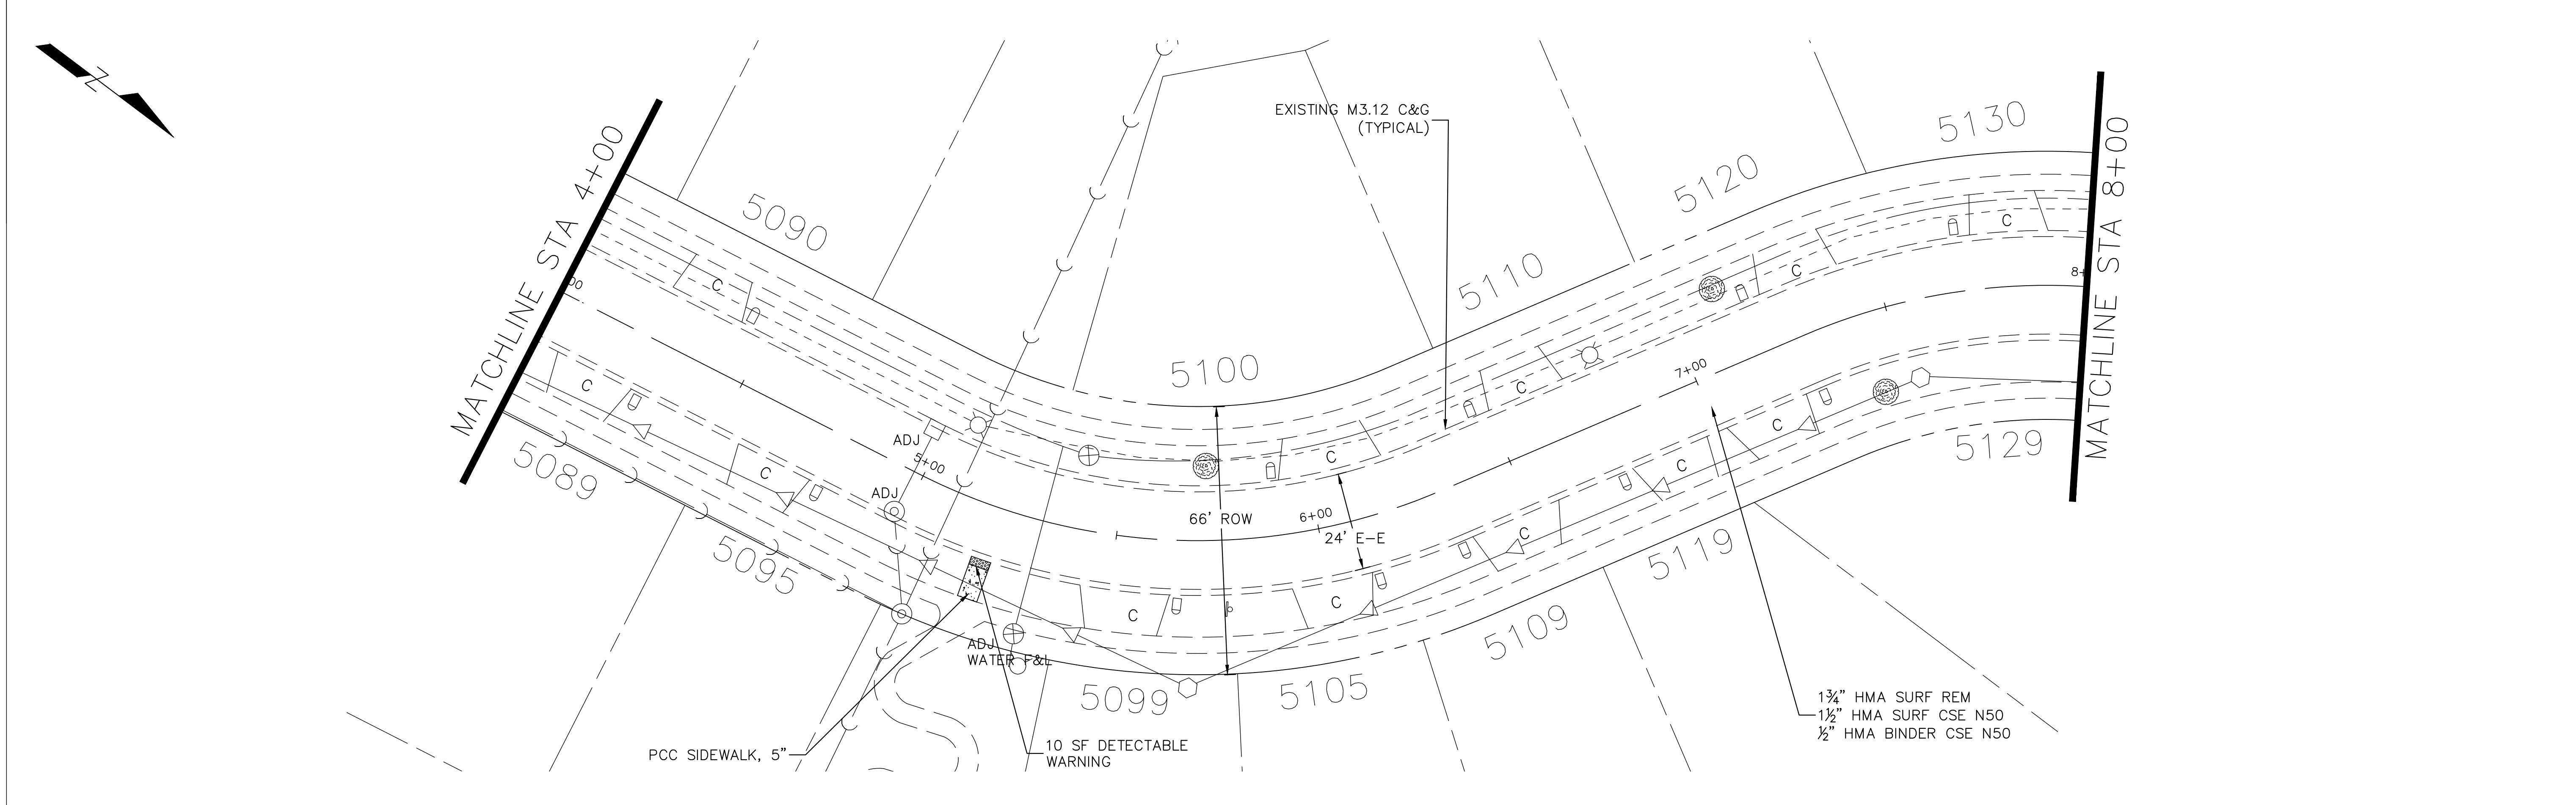 N
EXISTING M3.12 C&G
(TYPICAL)
MATCHLINE STA 4+00
MATCHLINE STA 8+00
5090
5100
5110
5120
5130
00
8+
C
C
C
C
C
ADJ
5+00
ADJ
66' ROW
6+00
24' E-E
7+00
C
C
C
C
C
C
C
5089
5095
ADJ
WATER F&L
5099
5105
5109
5119
5129
PCC SIDEWALK, 5"
10 SF DETECTABLE
WARNING
1¾" HMA SURF REM
1½" HMA SURF CSE N50
½" HMA BINDER CSE N50